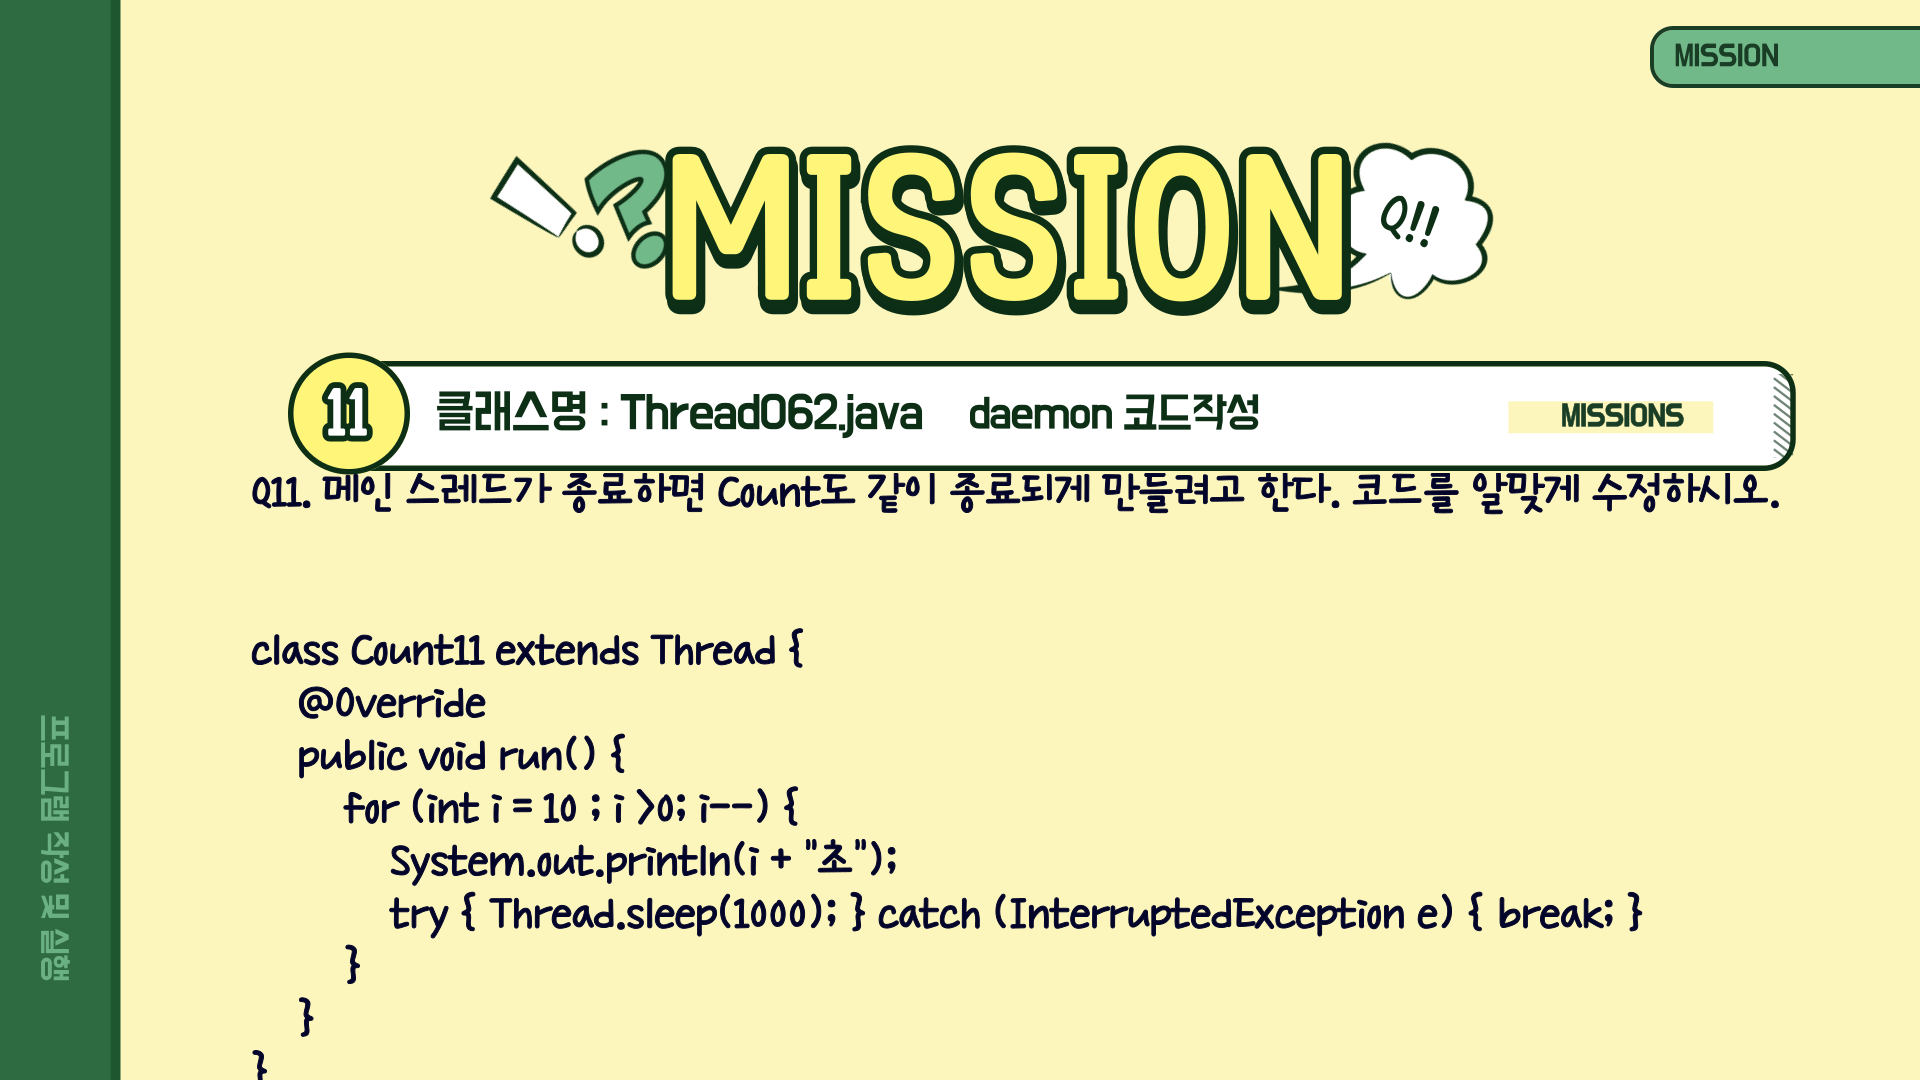 MISSION
MISSION
Q!!
11
클래스명 : Thread062.java daemon 코드작성
MISSIONS
Q11. 메인 스레드가 종료하면 Count도 같이 종료되게 만들려고 한다. 코드를 알맞게 수정하시오.
class Count11 extends Thread {
@Override
public void run() {
for (int i = 10 ; i >0; i--) {
System.out.println(i + "초");
try { Thread.sleep(1000); } catch (InterruptedException e) { break; }
}
}
}
프로그램 작성 및 실행